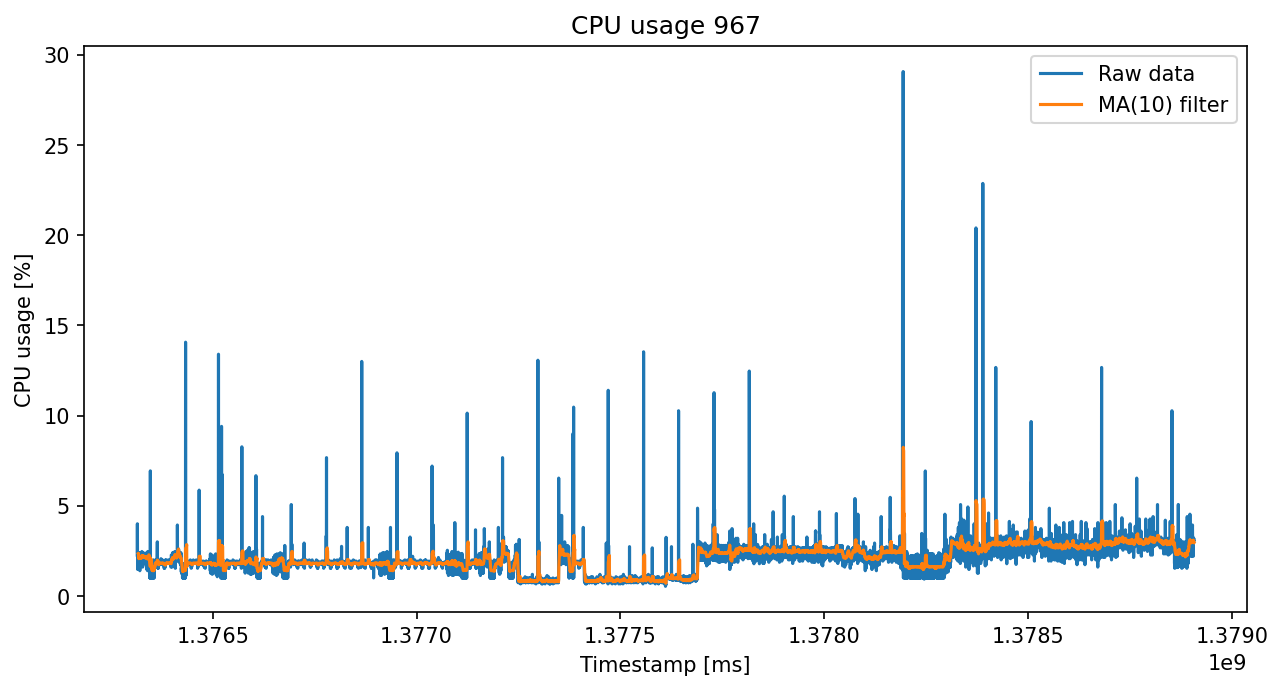 CPU usage 967
30
25
20
15
10
5
0
CPU usage [%]
Raw data
MA(10) filter
1.3765
1.3770
1.3775
1.3780
1.3785
1.3790
1e9
Timestamp [ms]